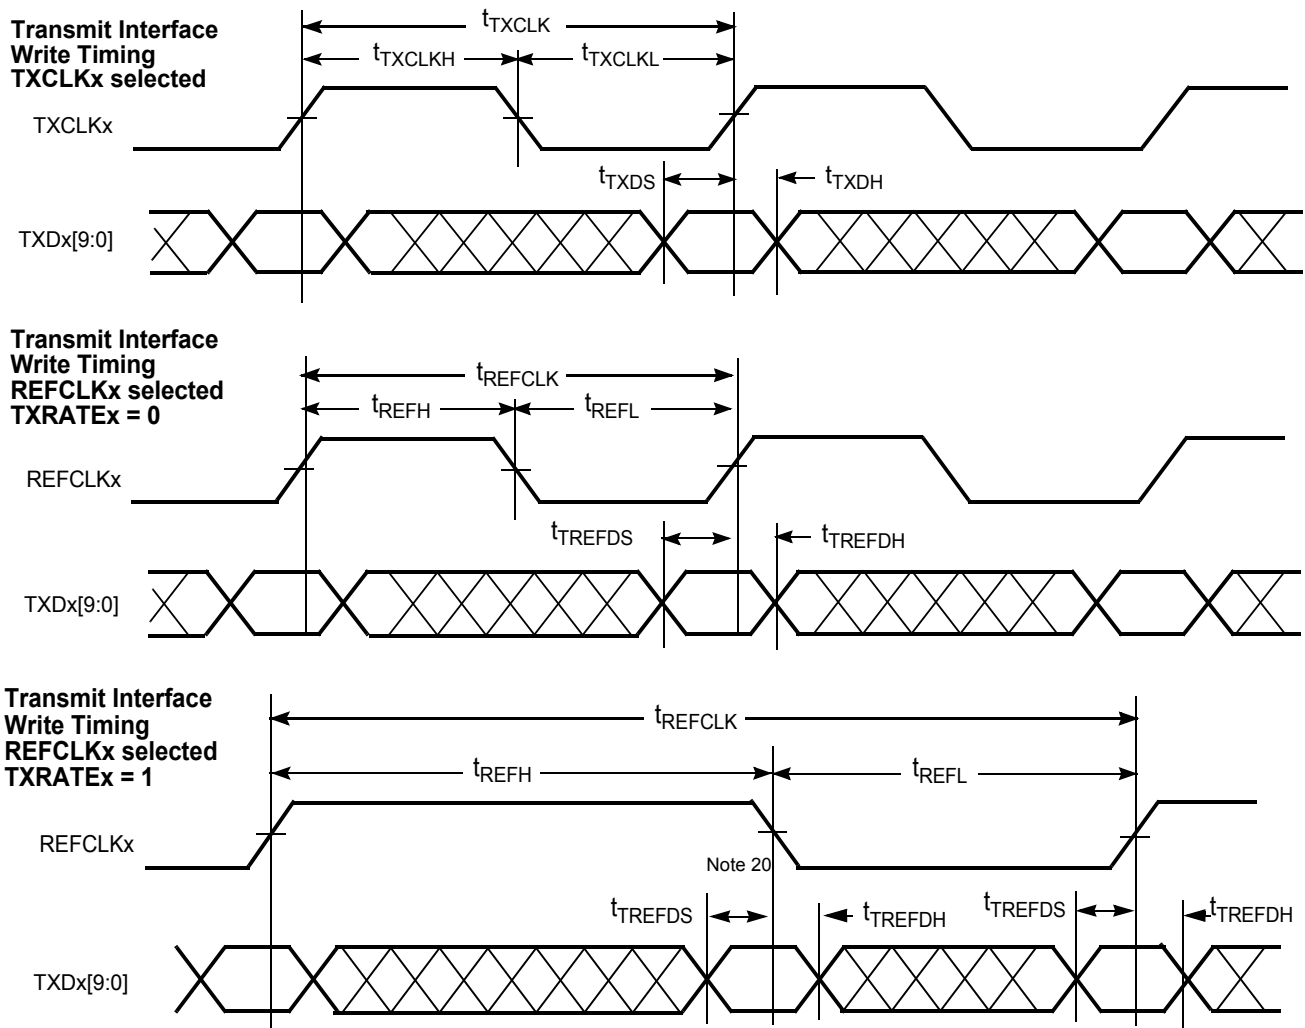 Transmit Interface
Write Timing
TXCLKx selected
tTXCLK
tTXCLKH
tTXCLKL
TXCLKx
tTXDS
tTXDH
TXDx[9:0]
Transmit Interface
Write Timing
REFCLKx selected
TXRATEx = 0
tREFCLK
tREFH
tREFL
REFCLKx
tTREFDS
tTREFDH
TXDx[9:0]
Transmit Interface
Write Timing
REFCLKx selected
TXRATEx = 1
tREFCLK
tREFH
tREFL
REFCLKx
Note 20
tTREFDS
tTREFDH
tTREFDS
tTREFDH
TXDx[9:0]